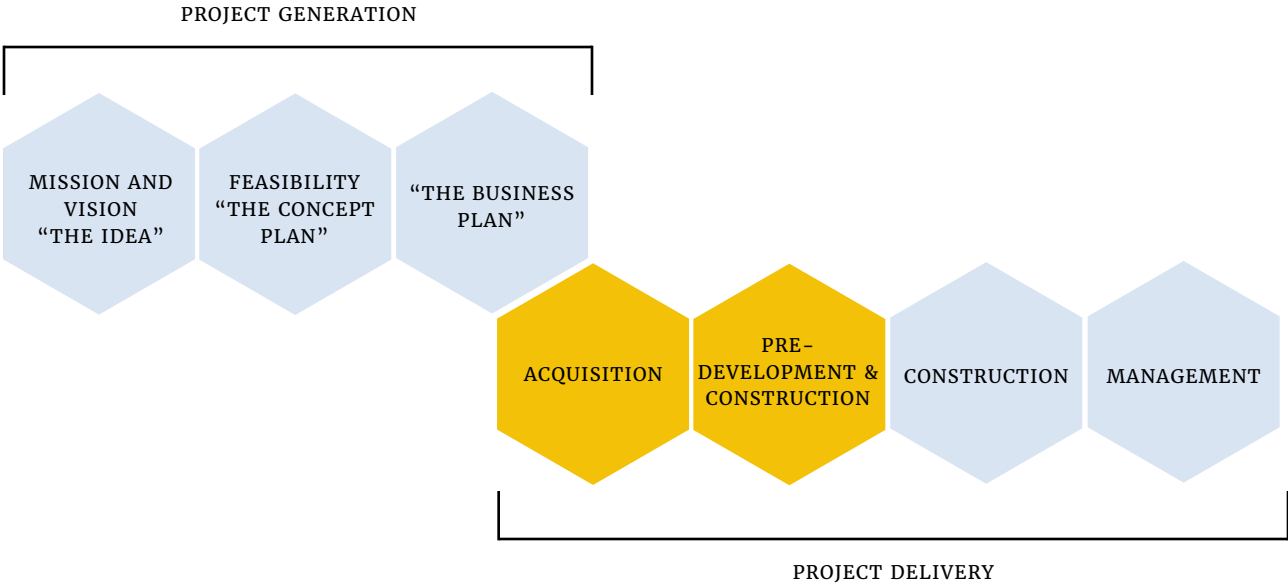 PROJECT GENERATION
MISSION AND
VISION
“THE IDEA”
FEASIBILITY
“THE CONCEPT
PLAN”
“THE BUSINESS
PLAN”
ACQUISITION
PRE-
DEVELOPMENT &
CONSTRUCTION
CONSTRUCTION
MANAGEMENT
PROJECT DELIVERY